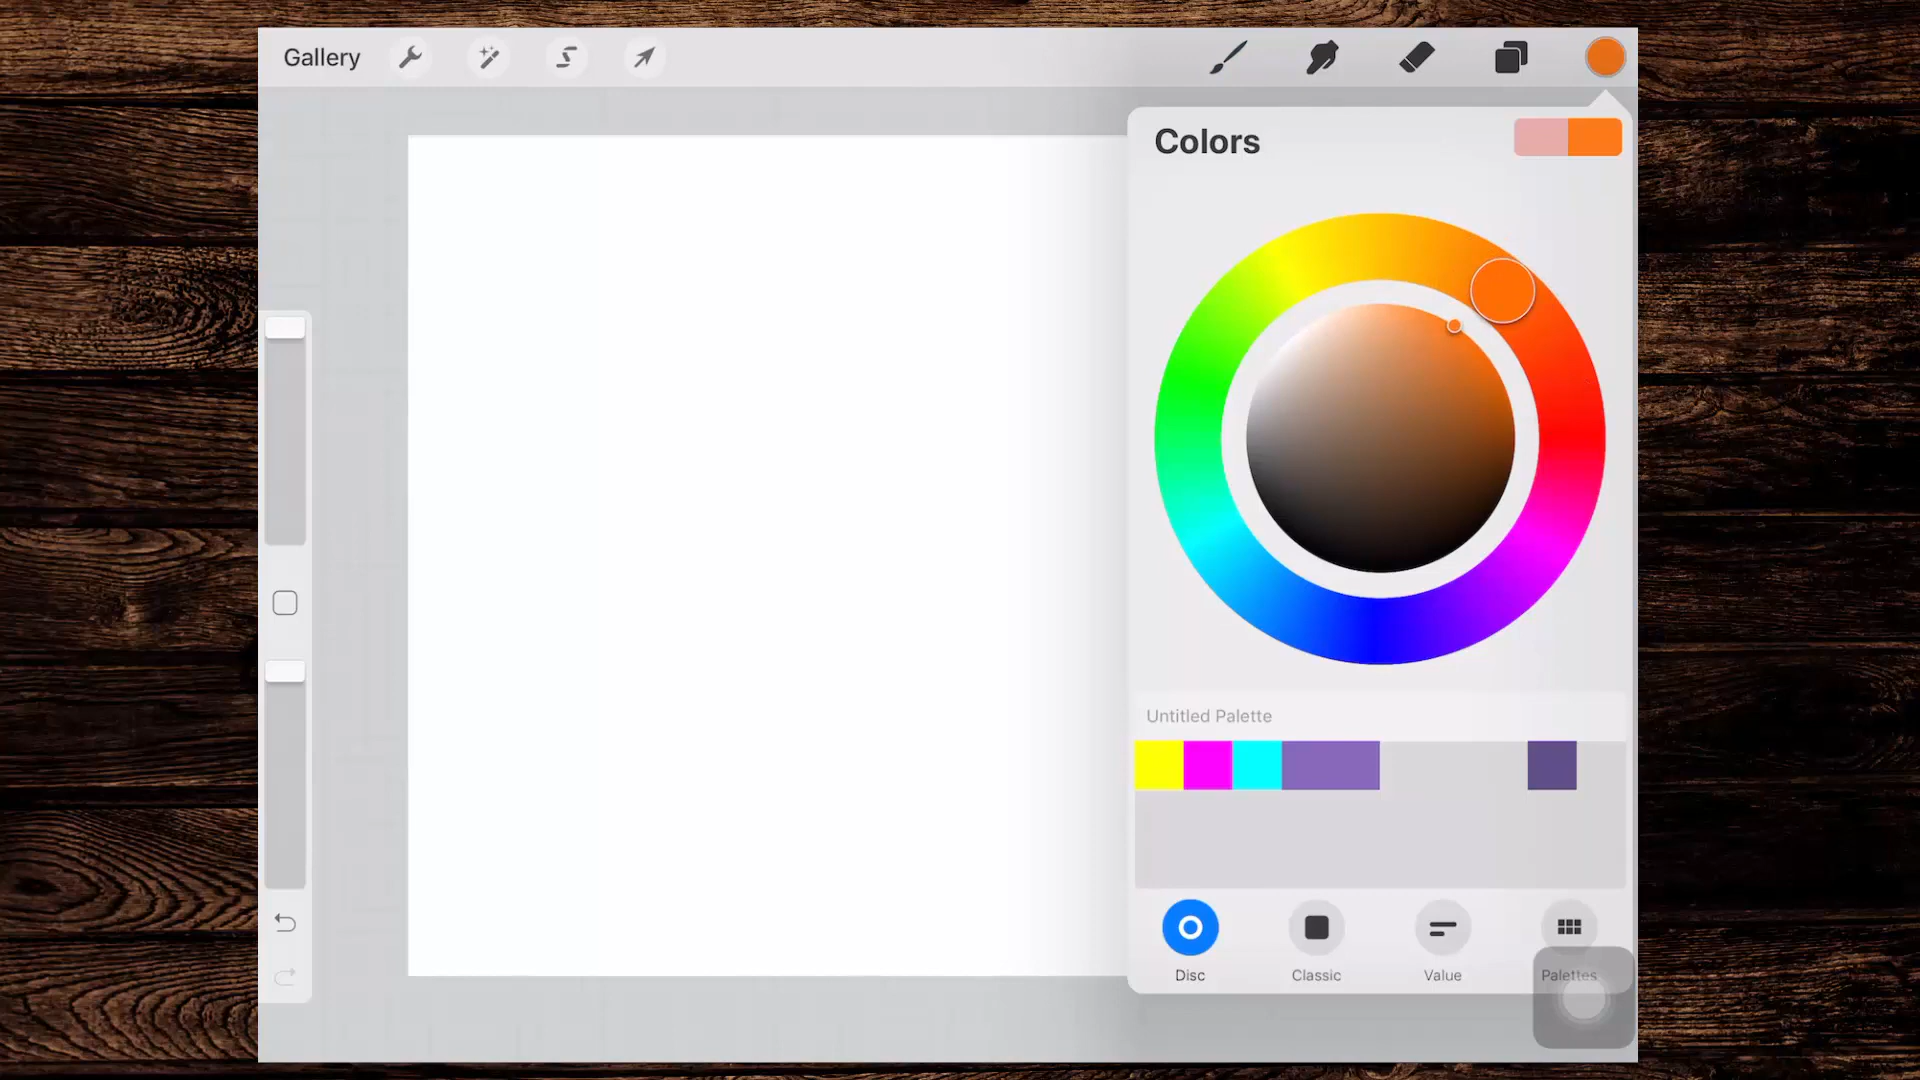 Gallery
Colors
Untitled Palette
Disc
Classic
Value
Palettes